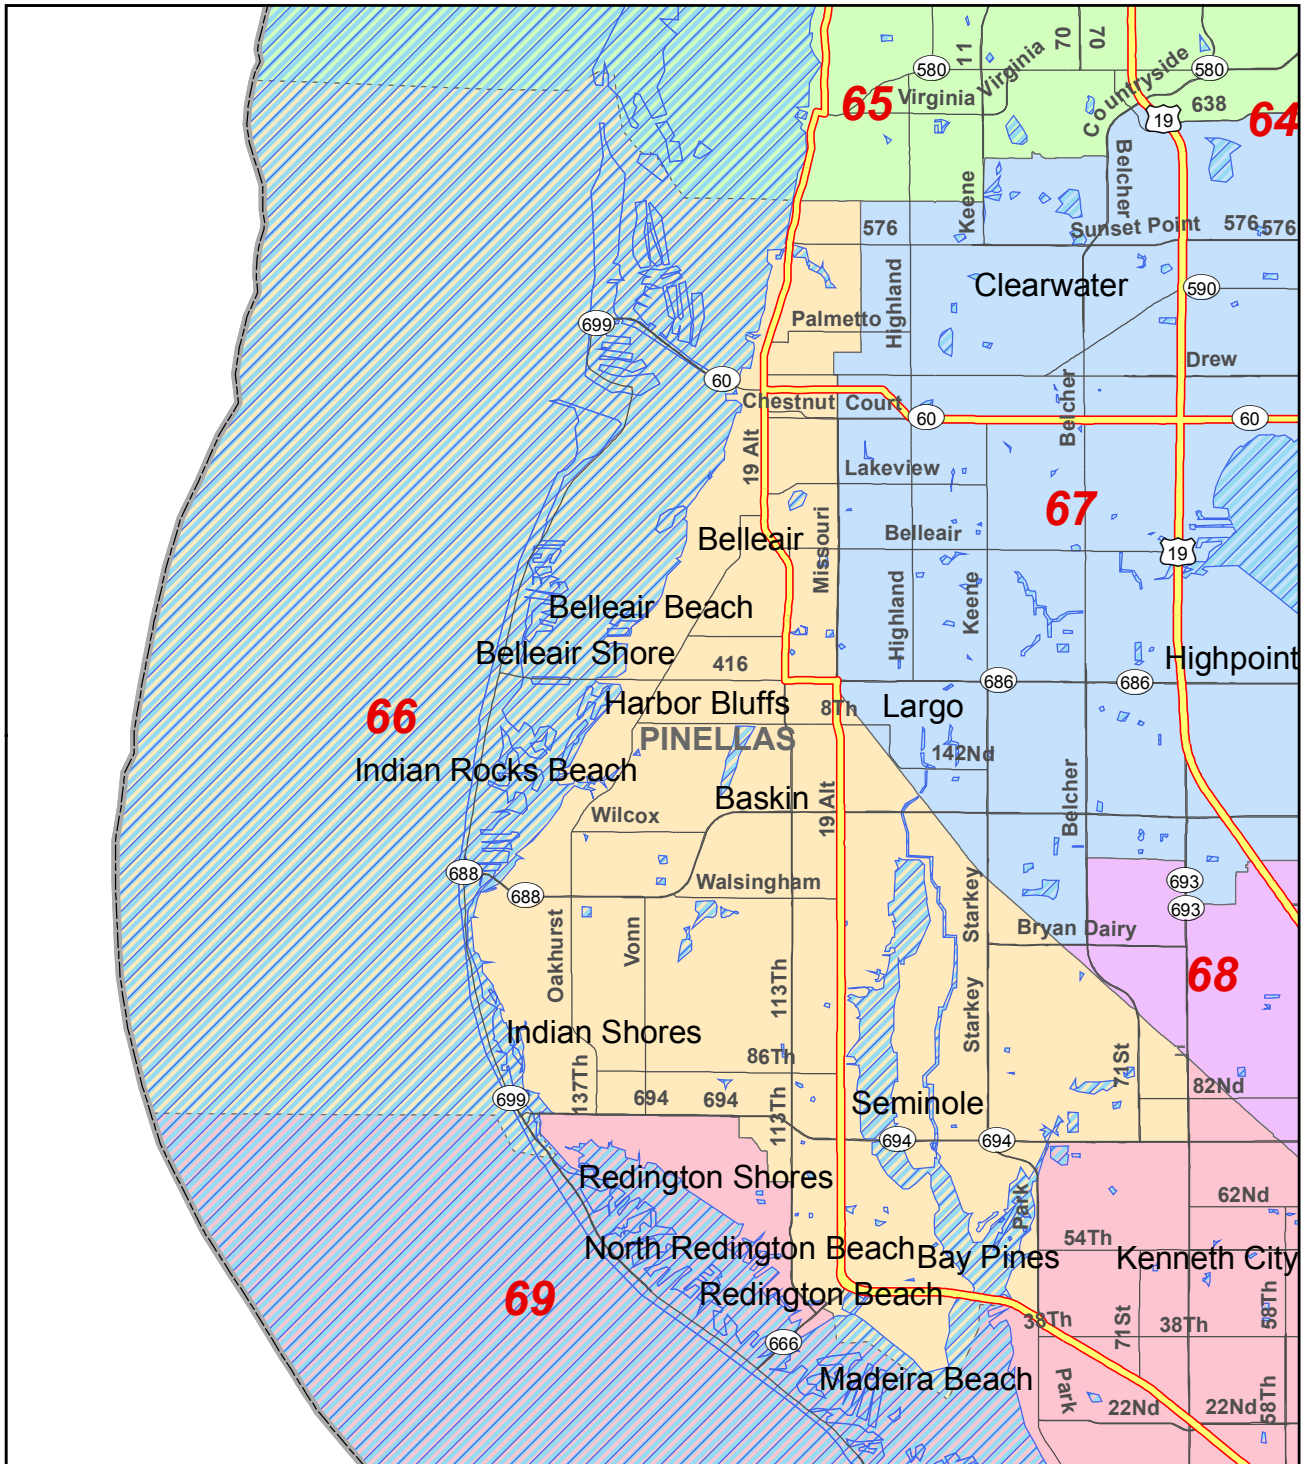 11
70
70
580
580
Virginia
Virginia
Countryside
638
65
64
19
Belcher
Keene
576
Sunset Point
576
576
Clearwater
590
Highland
Palmetto
699
Drew
60
Chestnut
Court
60
60
Belcher
19 Alt
Lakeview
67
Missouri
Belleair
Belleair
19
Belleair Beach
Highland
Keene
Belleair Shore
416
Highpoint
686
686
Harbor Bluffs
8Th
Largo
66
PINELLAS
142Nd
Indian Rocks Beach
Belcher
Baskin
19 Alt
Wilcox
688
688
Walsingham
693
693
Starkey
Bryan Dairy
Oakhurst
Vonn
68
113Th
Starkey
Indian Shores
86Th
71St
82Nd
137Th
694
694
699
113Th
Seminole
694
694
Redington Shores
Park
62Nd
54Th
North Redington Beach
Bay Pines
Kenneth City
69
Redington Beach
38Th
71St
38Th
58Th
666
Madeira Beach
Park
22Nd
22Nd
58Th